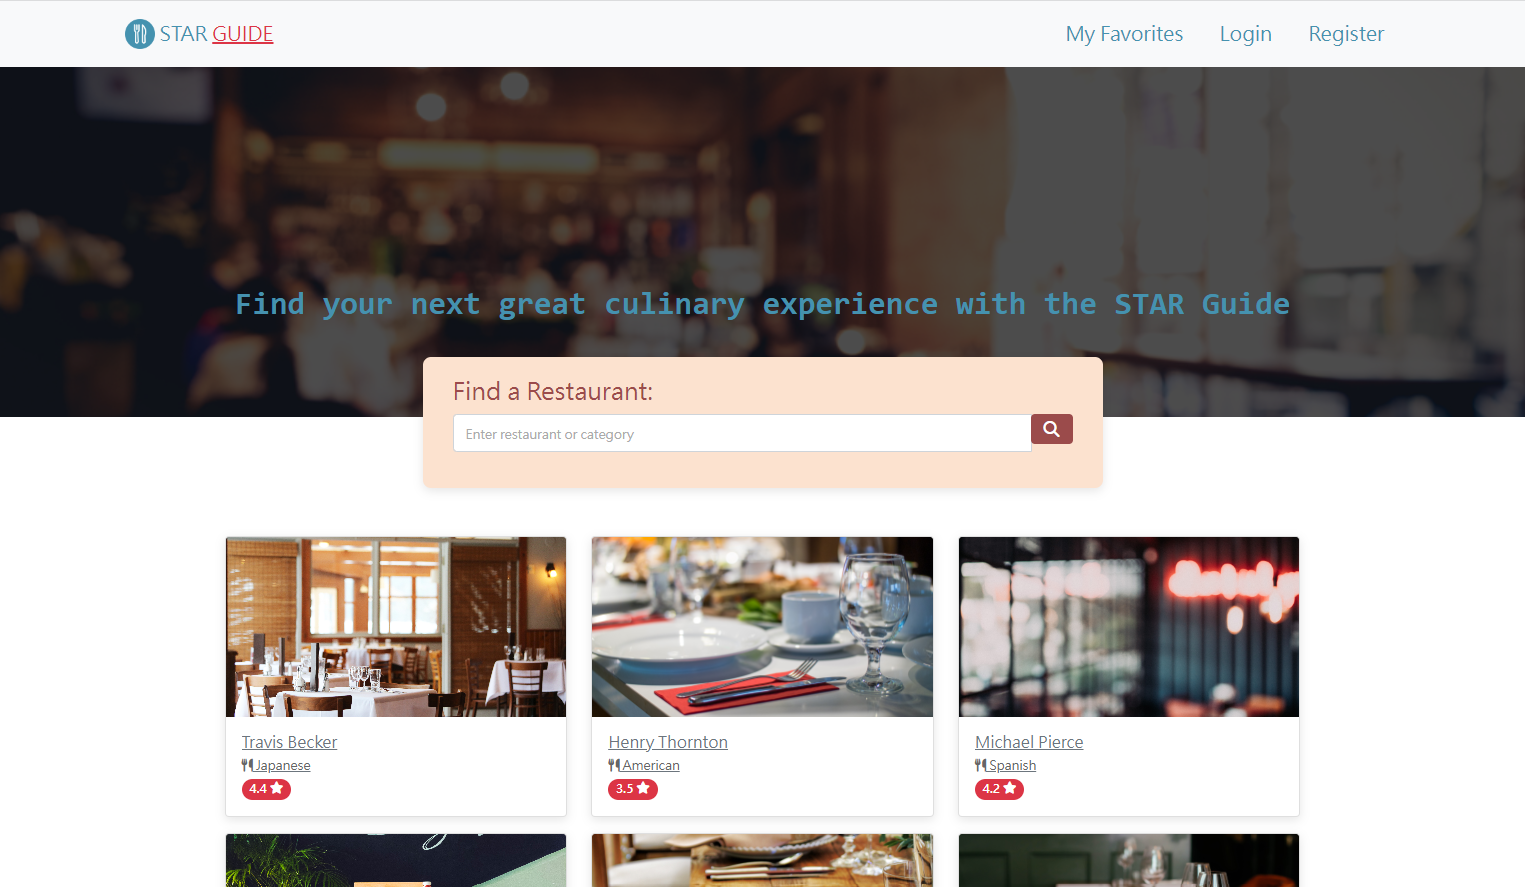 STAR GUIDE
My Favorites
Login
Register
Find your next great culinary experience with the STAR Guide
Find a Restaurant:
Enter restaurant or category
Travis Becker
Japanese
4.4
Henry Thornton
American
3.5
Michael Pierce
Spanish
4.2